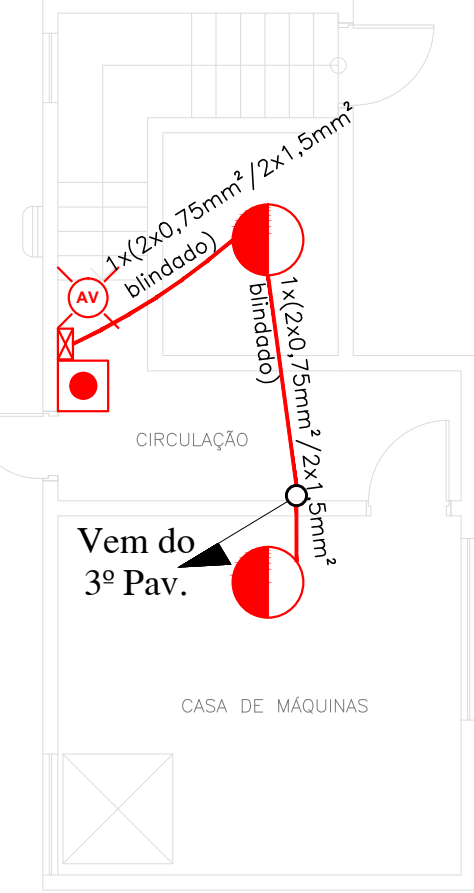 1x(2x0,75mm²/2x1,5mm²
blindado)
AV
1x(2x0,75mm²/2x1,5mm²
blindado)
CIRCULAÇÃO
Vem do
3º Pav.
CASA DE MÁQUINAS